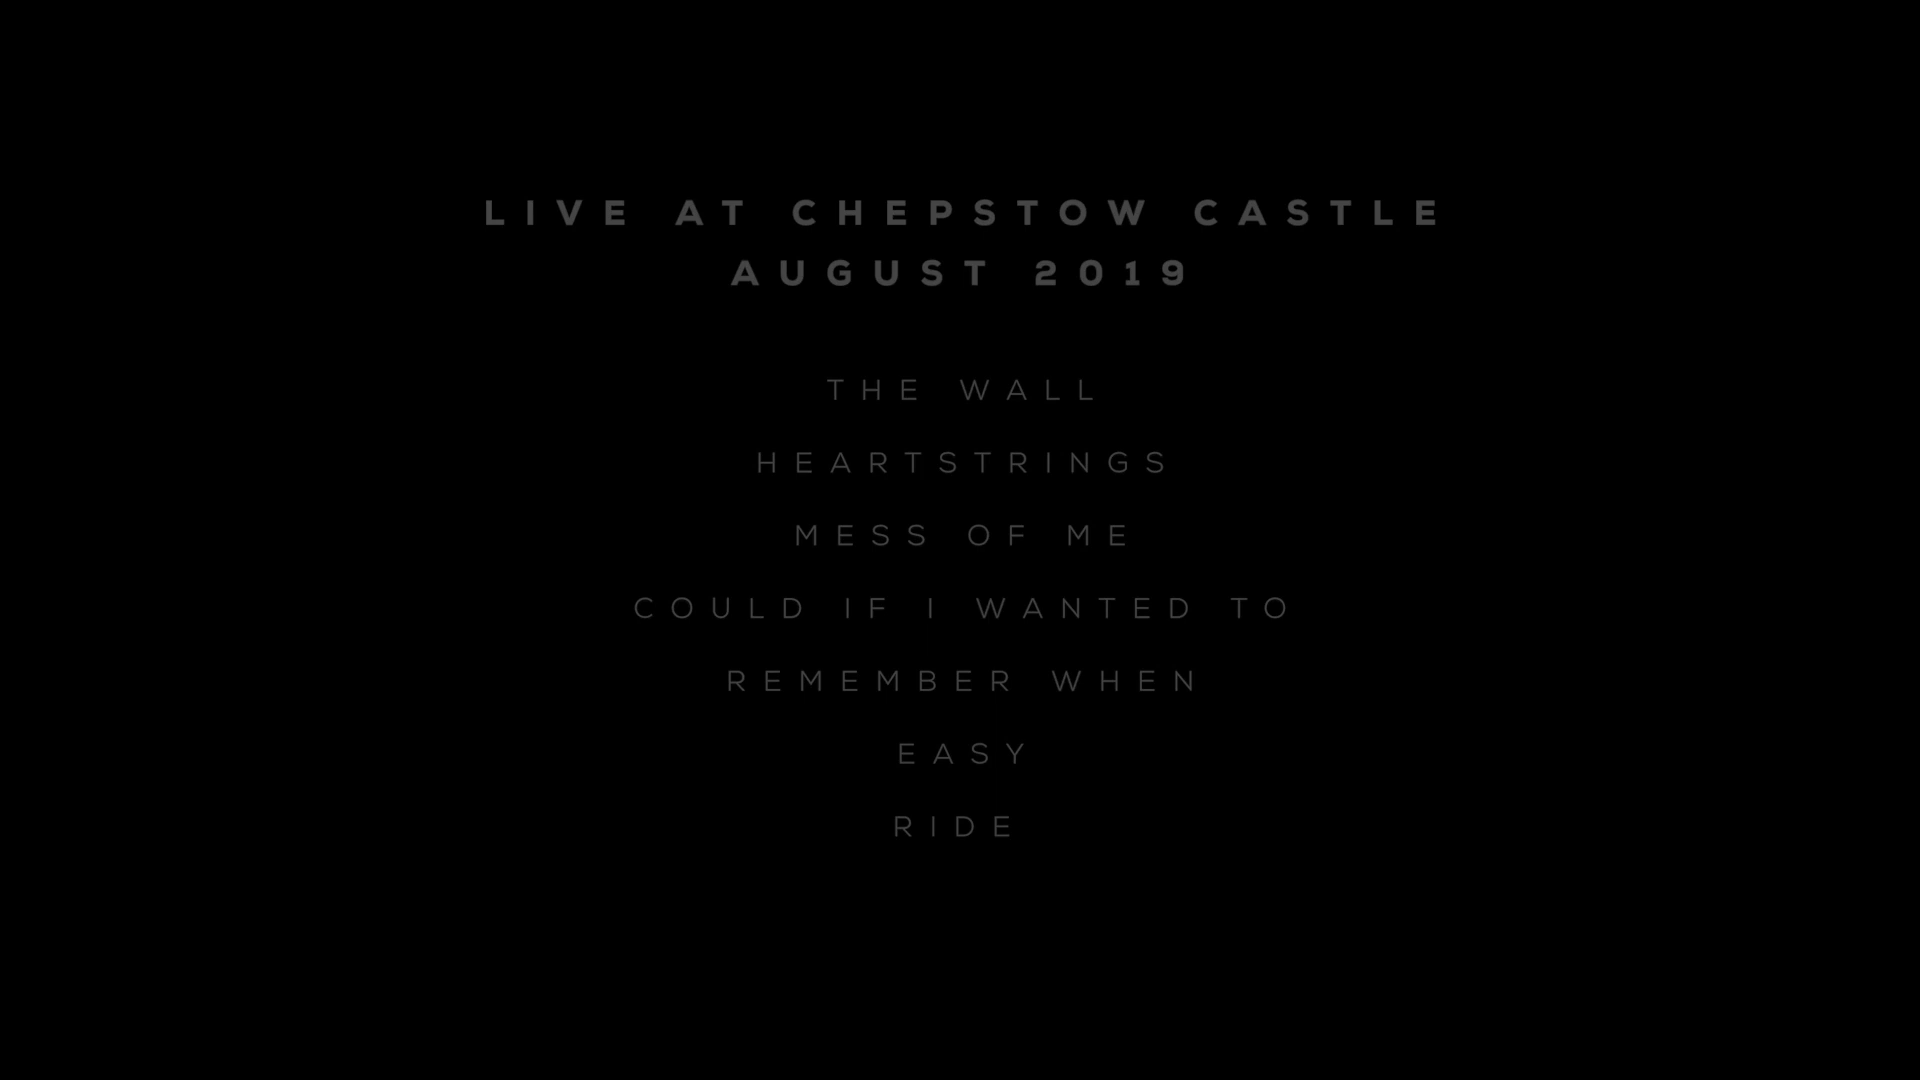 LIVE AT CHEPSTOW CASTLE
AUGUST 2019
THE WALL
HEARTSTRINGS
MESS OF ME
COULD IF I WANTED TO
REMEMBER WHEN
EASY
RIDE